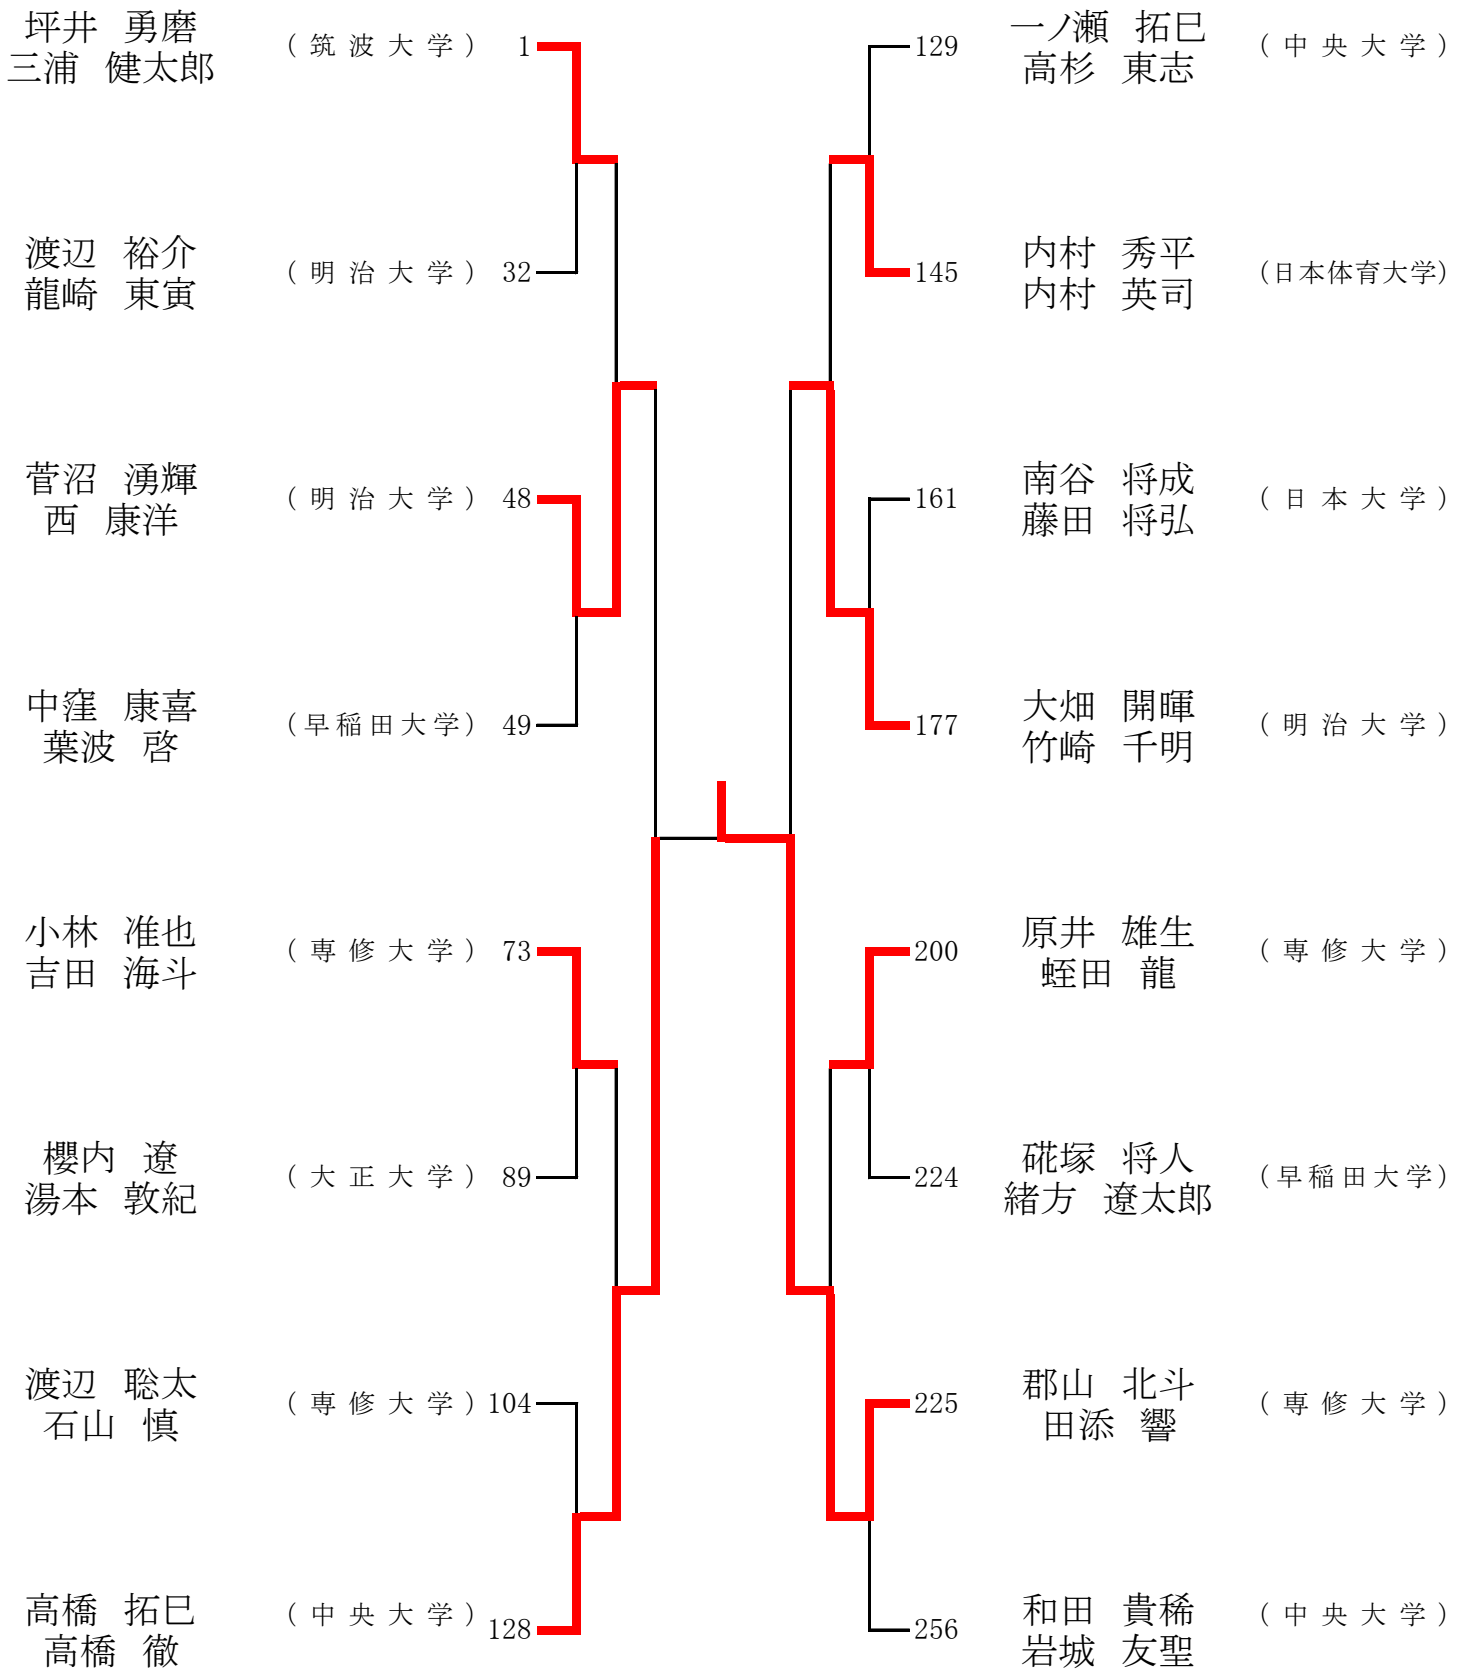 坪井 勇磨
三浦 健太郎
(筑波大学) 1
渡辺 裕介
龍崎 東寅
(明治大学) 32
菅沼 湧輝
西 康洋
(明治大学) 48
中窪 康喜
葉波 啓
(早稲田大学) 49
小林 准也
吉田 海斗
(専修大学) 73
櫻内 遼
湯本 敦紀
(大正大学) 89
渡辺 聡太
石山 慎
(専修大学) 104
高橋 拓巳
高橋 徹
(中央大学) 128
129 一ノ瀬 拓巳
高杉 東志
(中央大学)
145 内村 秀平
内村 英司
(日本体育大学)
161 南谷 将成
藤田 将弘
(日本大学)
177 大畑 開暉
竹崎 千明
(明治大学)
200 原井 雄生
蛭田 龍
(専修大学)
224 硴塚 将人
緒方 遼太郎
(早稲田大学)
225 郡山 北斗
田添 響
(専修大学)
256 和田 貴稀
岩城 友聖
(中央大学)